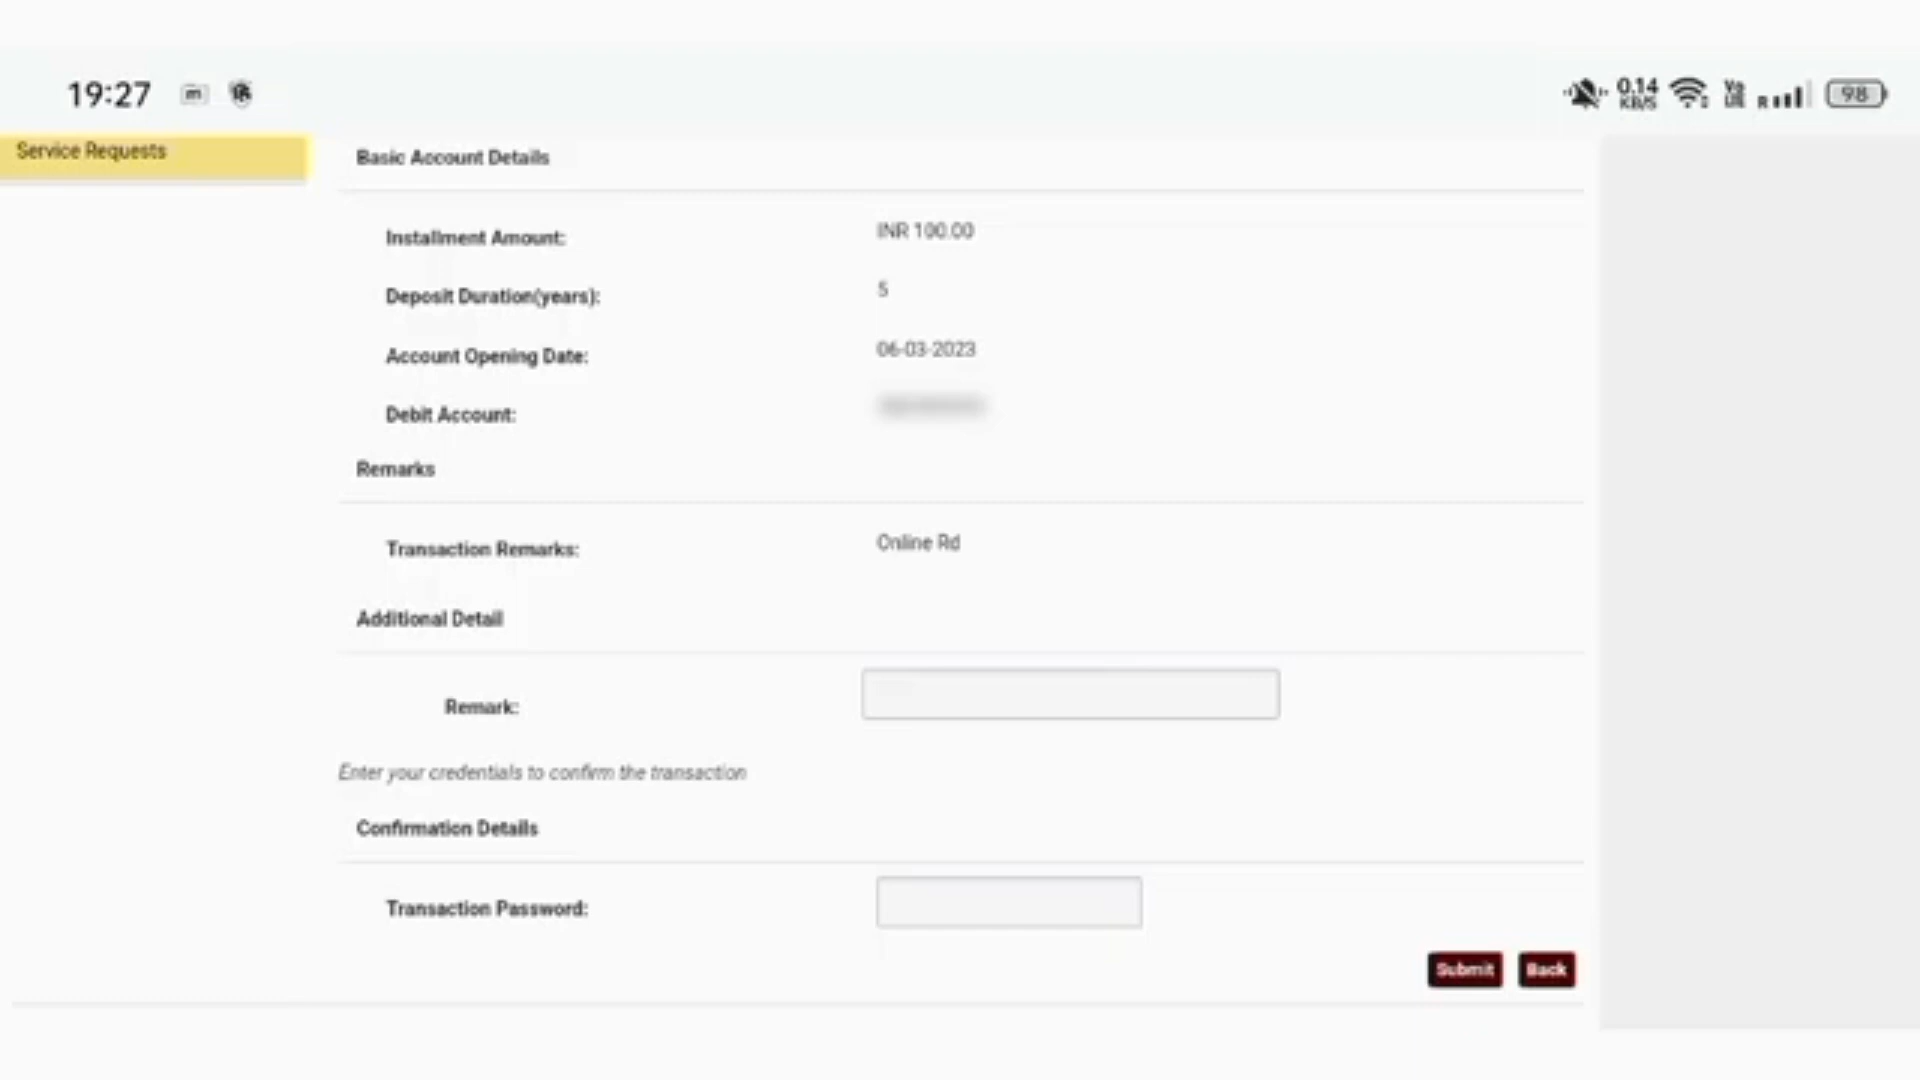 19:27
0.14
KB/S
98
Service Requests
Basic Account Details
Installment Amount: INR 100.00
Deposit Duration(years): 5
Account Opening Date: 06-03-2023
Debit Account:
Remarks
Transaction Remarks: Online Rd
Additional Detail
Remark:
Enter your credentials to confirm the transaction
Confirmation Details
Transaction Password:
Submit Back